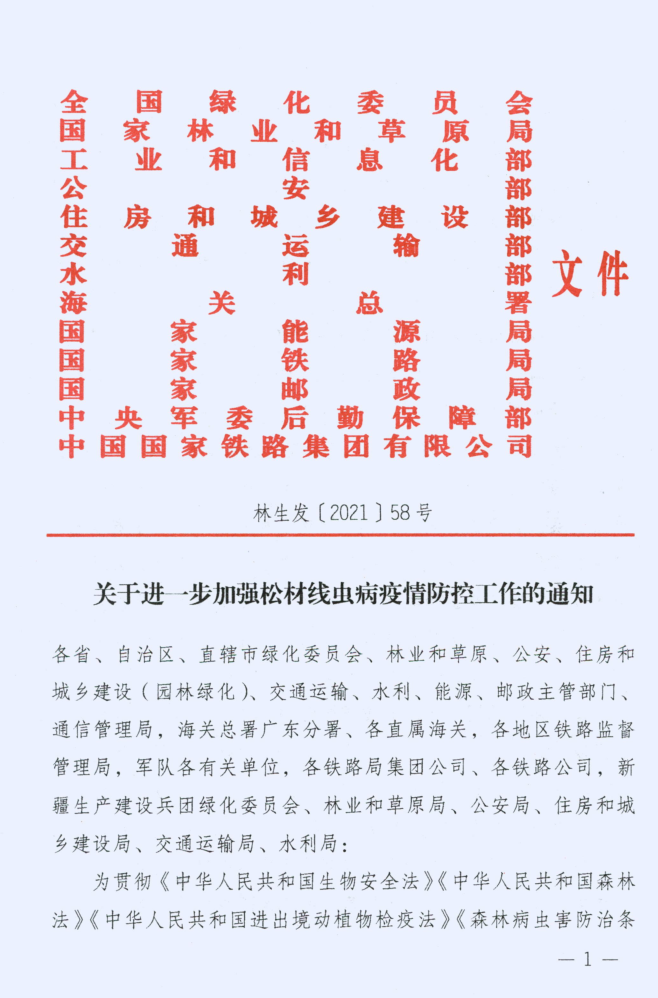 全国绿化委员会
国家林业和草原局
工业和信息化部
公安部
住房和城乡建设部
交通运输部
水利部
海关总署
国家能源局
国家铁路局
国家邮政局
中央军委后勤保障部
中国国家铁路集团有限公司
文件
林生发〔2021〕58号
关于进一步加强松材线虫病疫情防控工作的通知
各省、自治区、直辖市绿化委员会、林业和草原、公安、住房和
城乡建设（园林绿化）、交通运输、水利、能源、邮政主管部门、
通信管理局，海关总署广东分署、各直属海关，各地区铁路监督
管理局，军队各有关单位，各铁路局集团公司、各铁路公司，新
疆生产建设兵团绿化委员会、林业和草原局、公安局、住房和城
乡建设局、交通运输局、水利局：
为贯彻《中华人民共和国生物安全法》《中华人民共和国森林
法》《中华人民共和国进出境动植物检疫法》《森林病虫害防治条
— 1 —